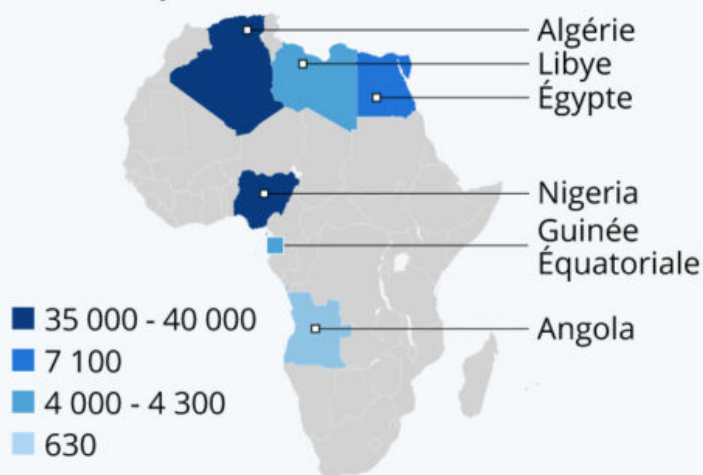 Algérie
Libye
Égypte
Nigeria
Guinée
Équatoriale
Angola
35 000 - 40 000
7 100
4 000 - 4 300
630